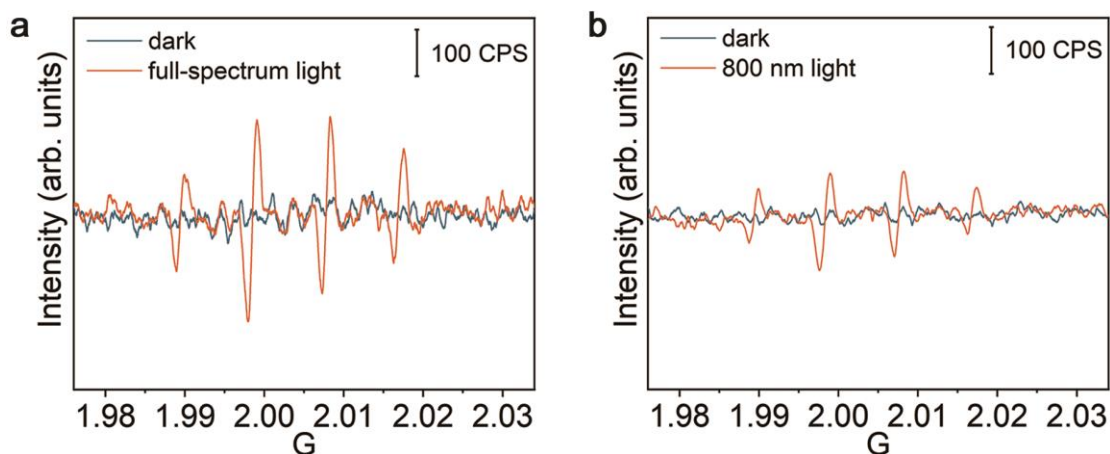 a
dark
full-spectrum light
100 CPS
Intensity (arb. units)
1.98 1.99 2.00 2.01 2.02 2.03
G
b
dark
800 nm light
100 CPS
Intensity (arb. units)
1.98 1.99 2.00 2.01 2.02 2.03
G